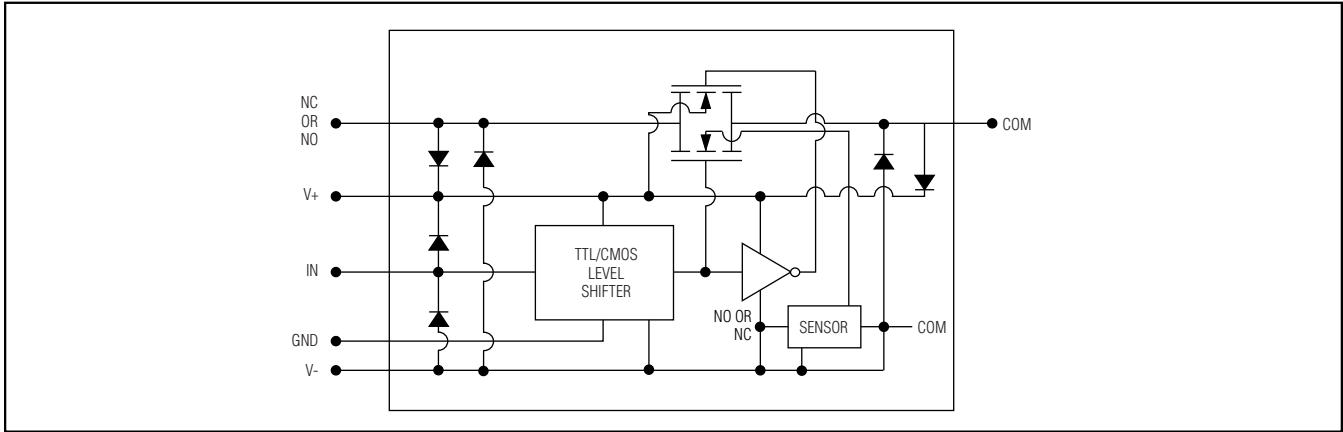 NC
OR
NO
COM
V+
IN
TTL/CMOS
LEVEL
SHIFTER
NO OR
NC
SENSOR
COM
GND
V-